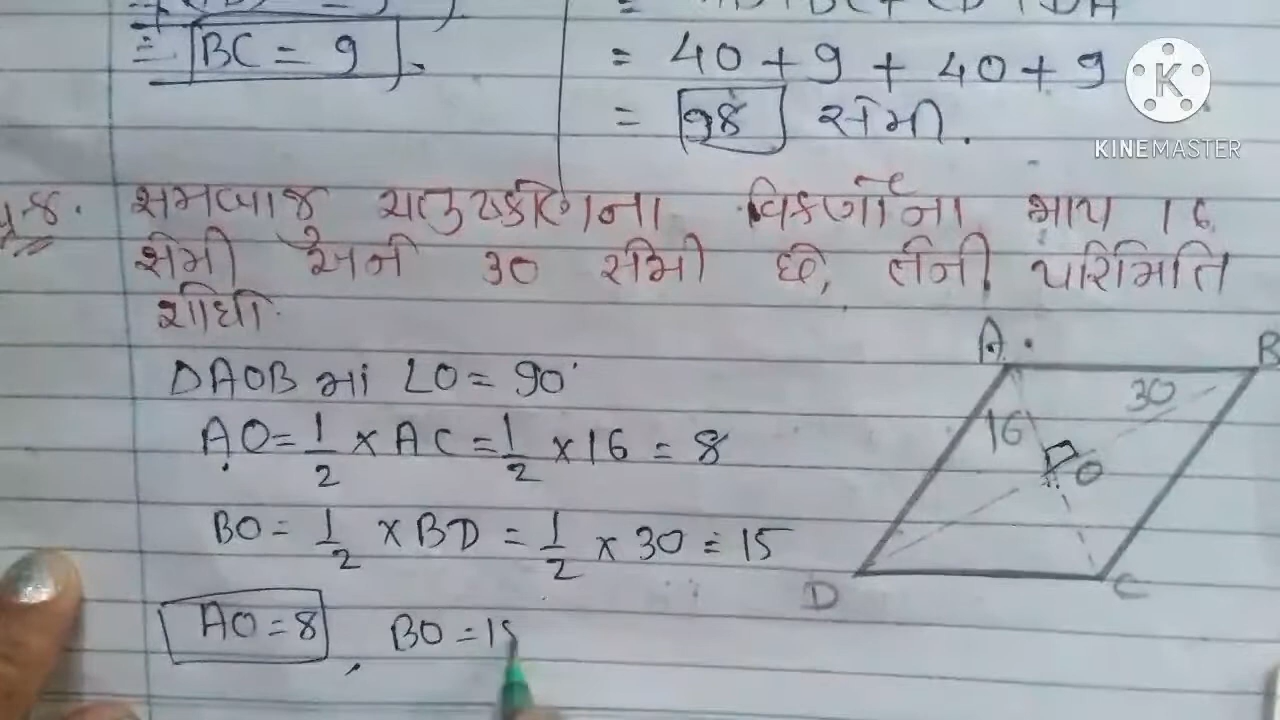 BC = 9
= 40 + 9 + 40 + 9
= 98 સેમી.
KINEMASTER
પ્ર-૪. સમબાજુ ચતુષ્કોણના વિકર્ણોના માપ 16
સેમી અને 30 સેમી છે, તેની પરિમિતિ
શોધો.
ΔAOB માં ∠O = 90°
AO = 1/2 × AC = 1/2 × 16 = 8
BO = 1/2 × BD = 1/2 × 30 = 15
AO = 8, BO = 15
A B
30
16
O
D C